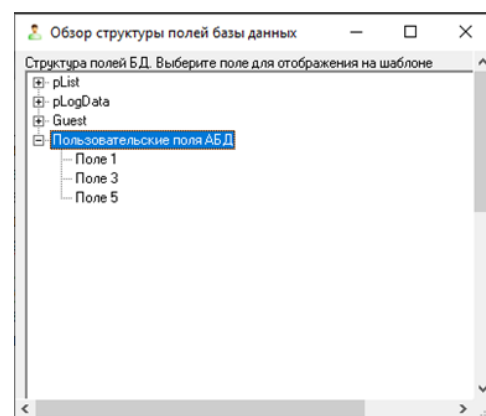 Обзор структуры полей базы данных
Структура полей БД. Выберите поле для отображения на шаблоне
pList
pLogData
Guest
Пользовательские поля АБД
Поле 1
Поле 3
Поле 5